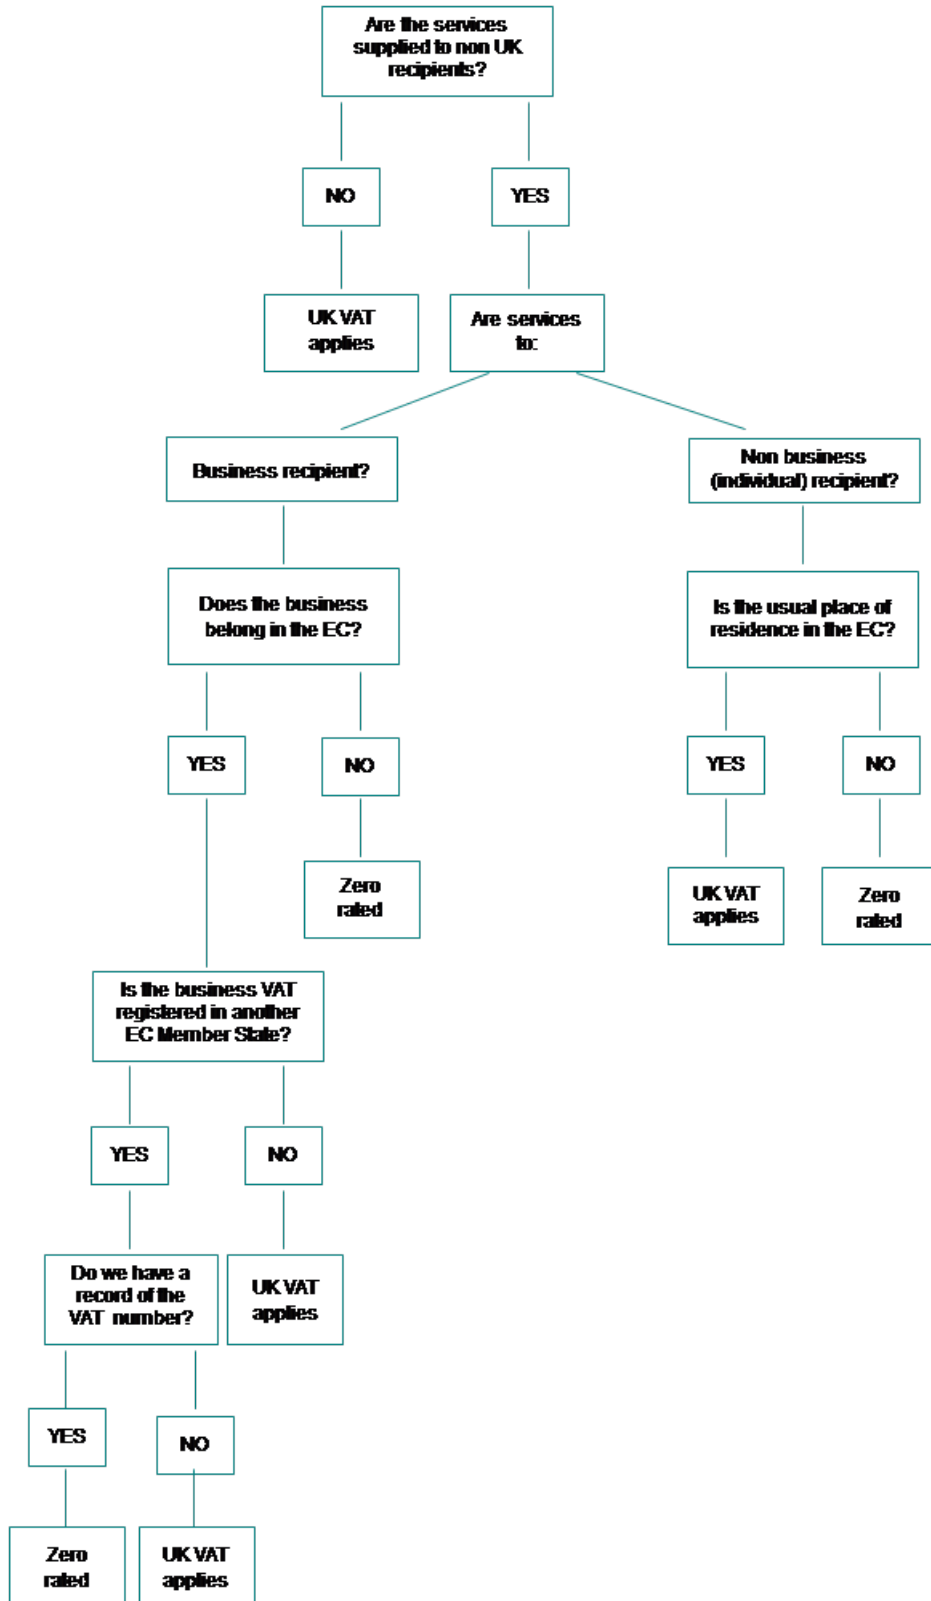 Are the services
supplied to non UK
recipients?
NO
YES
UK VAT
applies
Are services
to:
Business recipient?
Non business
(individual) recipient?
Does the business
belong in the EC?
Is the usual place of
residence in the EC?
YES
NO
YES
NO
Zero
rated
UK VAT
applies
Zero
rated
Is the business VAT
registered in another
EC Member State?
YES
NO
Do we have a
record of the
VAT number?
UK VAT
applies
YES
NO
Zero
rated
UK VAT
applies